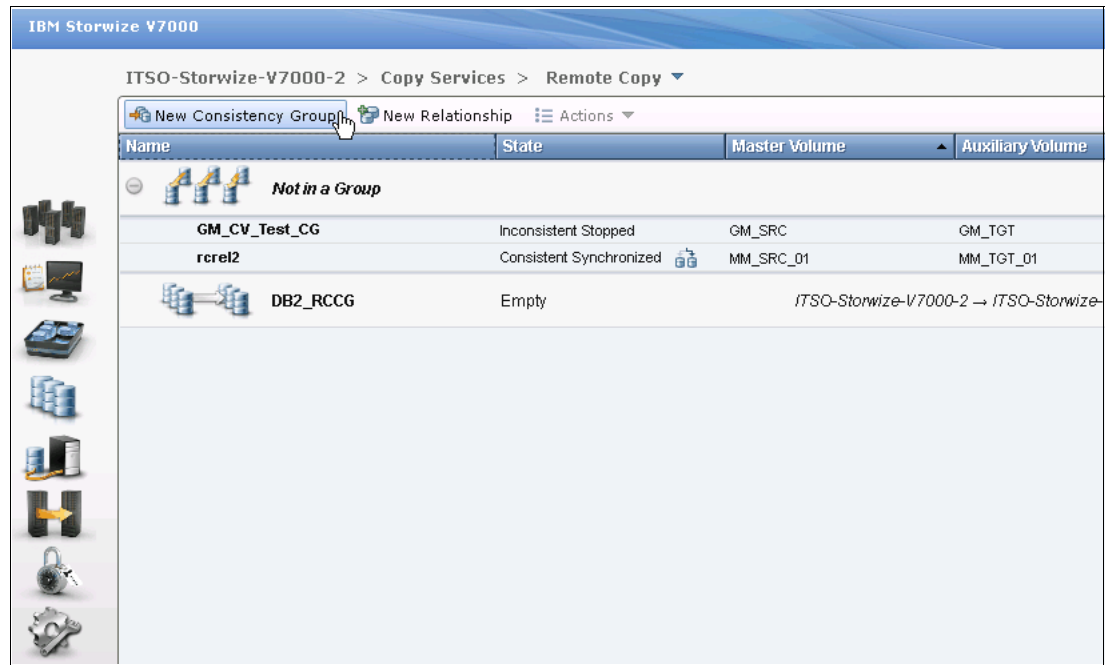 IBM Storwize V7000
ITSO-Storwize-V7000-2 > Copy Services > Remote Copy
New Consistency Group New Relationship Actions
Name State Master Volume Auxiliary Volume
Not in a Group
GM_CV_Test_CG Inconsistent Stopped GM_SRC GM_TGT
rcrel2 Consistent Synchronized MM_SRC_01 MM_TGT_01
DB2_RCCG Empty ITSO-Storwize-V7000-2 → ITSO-Storwize-